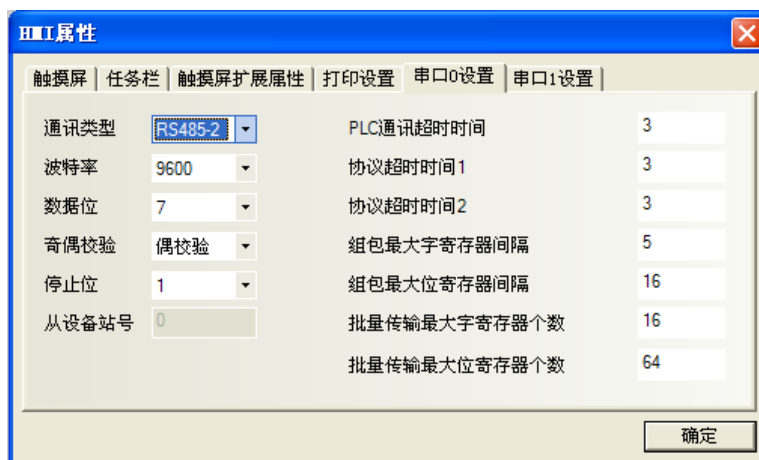 HMI属性
触摸屏 任务栏 触摸屏扩展属性 打印设置 串口0设置 串口1设置
通讯类型 RS485-2 PLC通讯超时时间 3
波特率 9600 协议超时时间1 3
数据位 7 协议超时时间2 3
奇偶校验 偶校验 组包最大字寄存器间隔 5
停止位 1 组包最大位寄存器间隔 16
从设备站号 0 批量传输最大字寄存器个数 16
批量传输最大位寄存器个数 64
确定